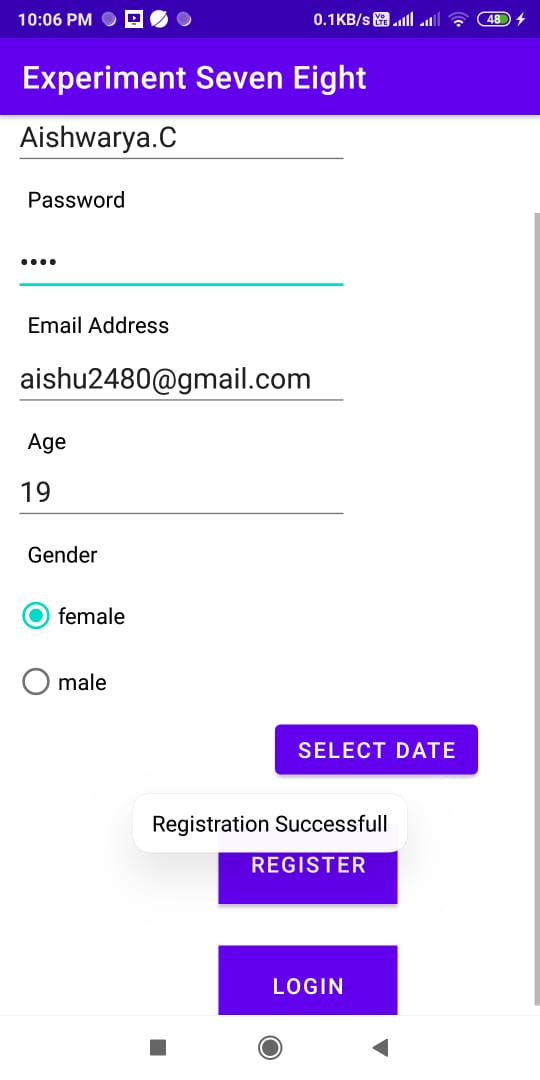 10:06 PM 0.1KB/s Vo LTE 48
Experiment Seven Eight
Aishwarya.C
Password
••••
Email Address
aishu2480@gmail.com
Age
19
Gender
female
male
SELECT DATE
Registration Successfull
REGISTER
LOGIN